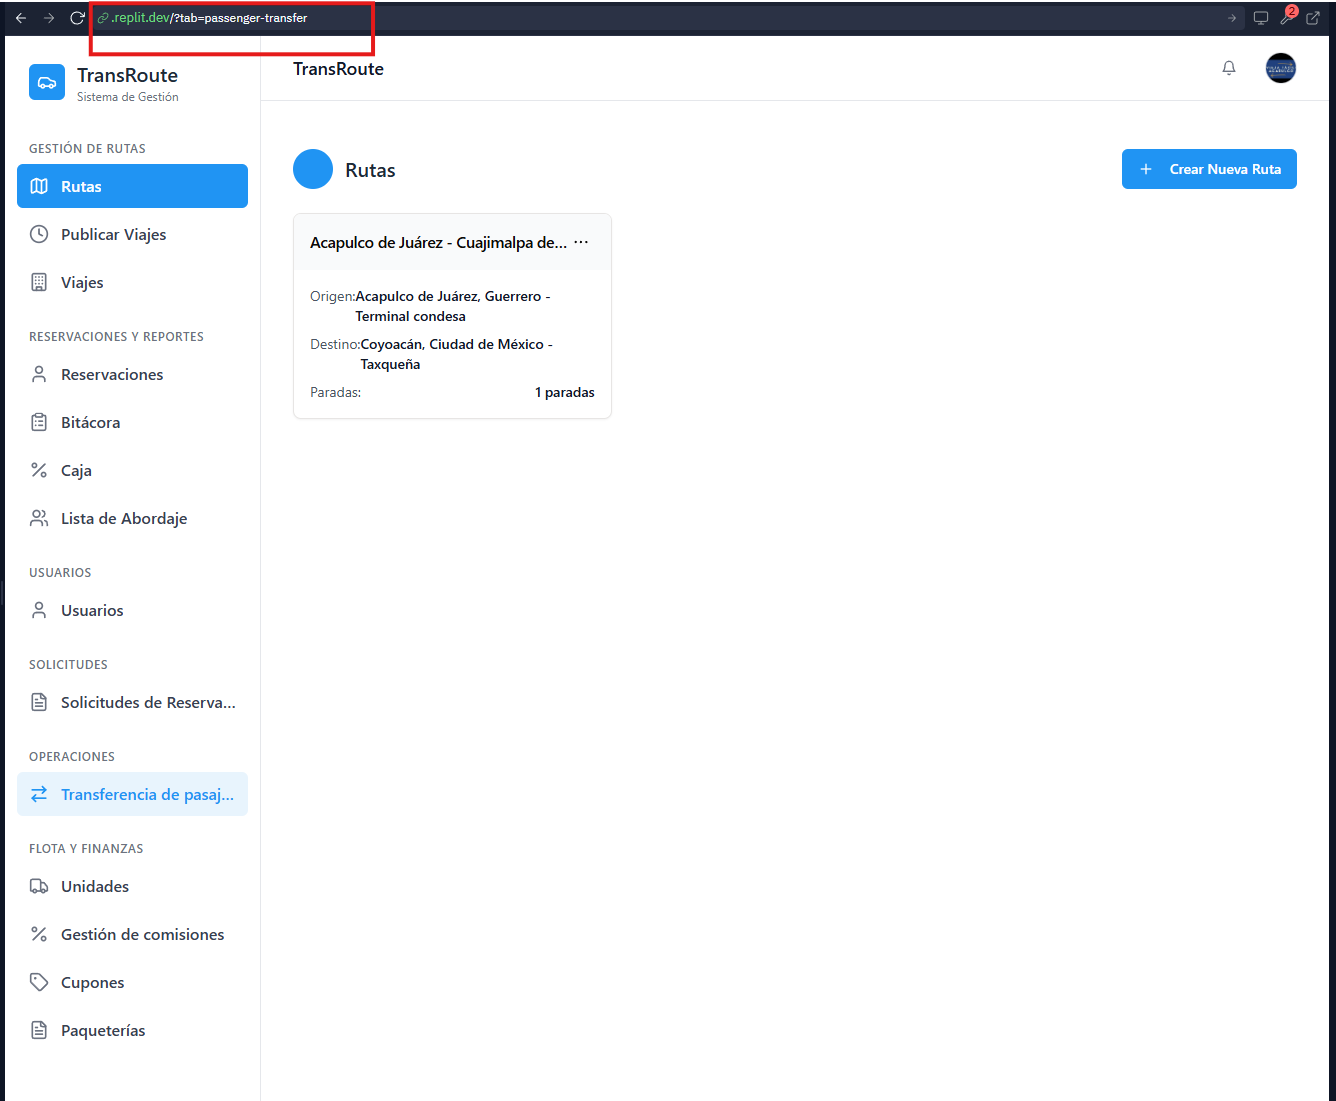 .replit.dev/?tab=passenger-transfer
2
TransRoute
Sistema de Gestión
TransRoute
GESTIÓN DE RUTAS
Rutas
Publicar Viajes
Viajes
RESERVACIONES Y REPORTES
Reservaciones
Bitácora
Caja
Lista de Abordaje
USUARIOS
Usuarios
SOLICITUDES
Solicitudes de Reserva...
OPERACIONES
Transferencia de pasaj...
FLOTA Y FINANZAS
Unidades
Gestión de comisiones
Cupones
Paqueterías
Rutas
+ Crear Nueva Ruta
Acapulco de Juárez - Cuajimalpa de... ...
Origen: Acapulco de Juárez, Guerrero -
Terminal condesa
Destino: Coyoacán, Ciudad de México -
Taxqueña
Paradas: 1 paradas